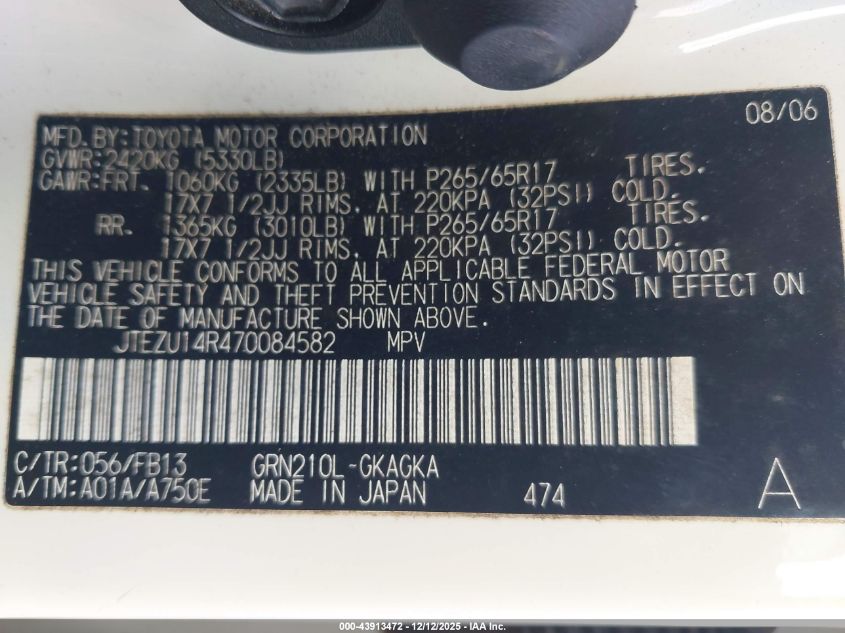 08/06
MFD. BY: TOYOTA MOTOR CORPORATION
GVWR: 2420KG (5330LB)
GAWR: FRT. 1060KG (2335LB) WITH P265/65R17 TIRES.
17X7 1/2JJ RIMS. AT 220KPA (32PSI) COLD.
RR. 1365KG (3010LB) WITH P265/65R17 TIRES.
17X7 1/2JJ RIMS. AT 220KPA (32PSI) COLD.
THIS VEHICLE CONFORMS TO ALL APPLICABLE FEDERAL MOTOR
VEHICLE SAFETY AND THEFT PREVENTION STANDARDS IN EFFECT ON
THE DATE OF MANUFACTURE SHOWN ABOVE.
JTEZU14R470084582 MPV
C/TR: 056/FB13 GRN210L-GKAGKA
A/TM: A01A/A750E MADE IN JAPAN 474 A
000-43913472 - 12/12/2025 - IAA Inc.